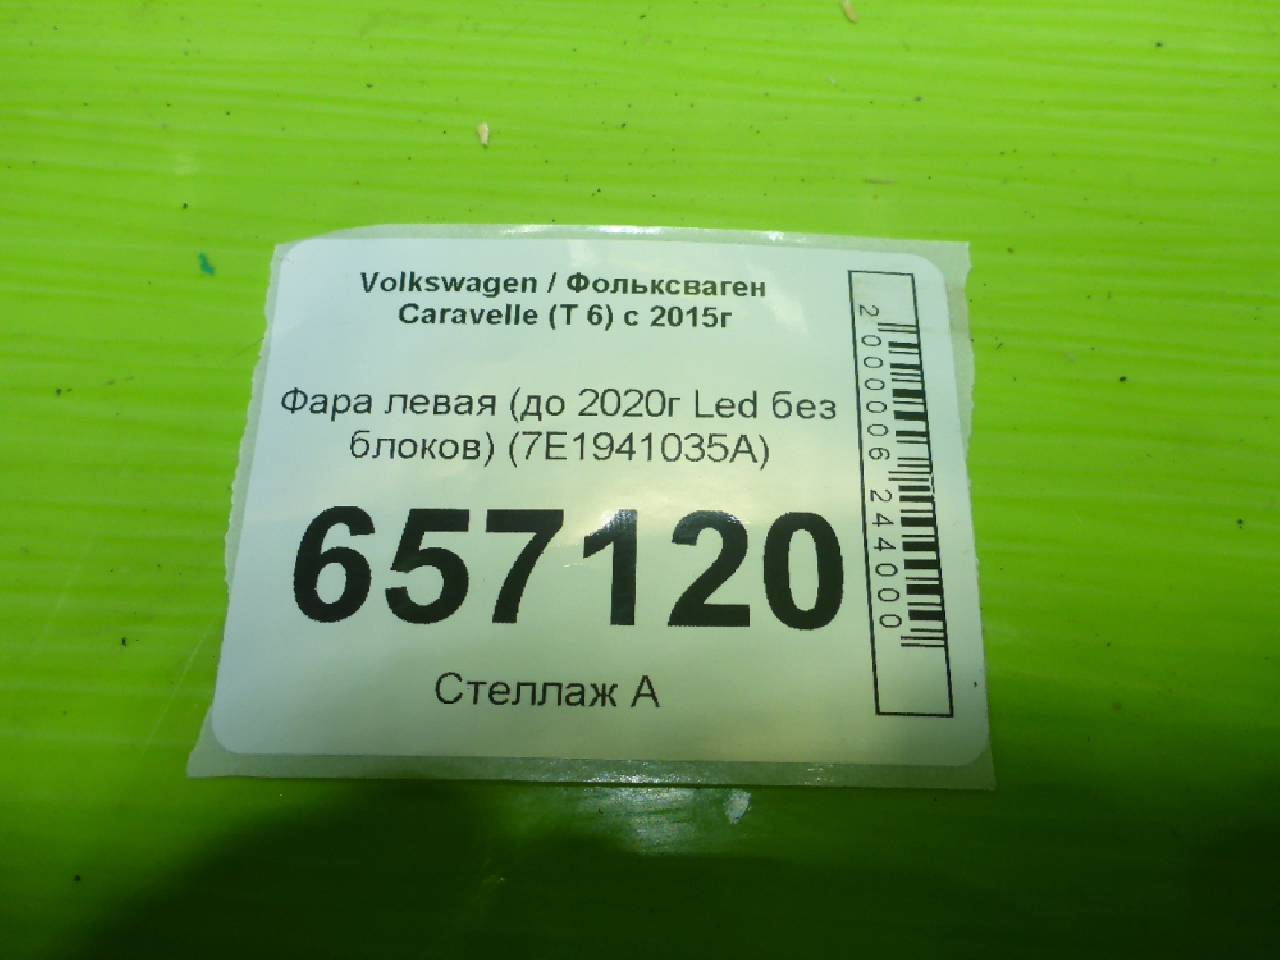 Volkswagen / Фольксваген
Caravelle (T 6) с 2015г
Фара левая (до 2020г Led без
блоков) (7E1941035A)
657120
Стеллаж А
2000006244000